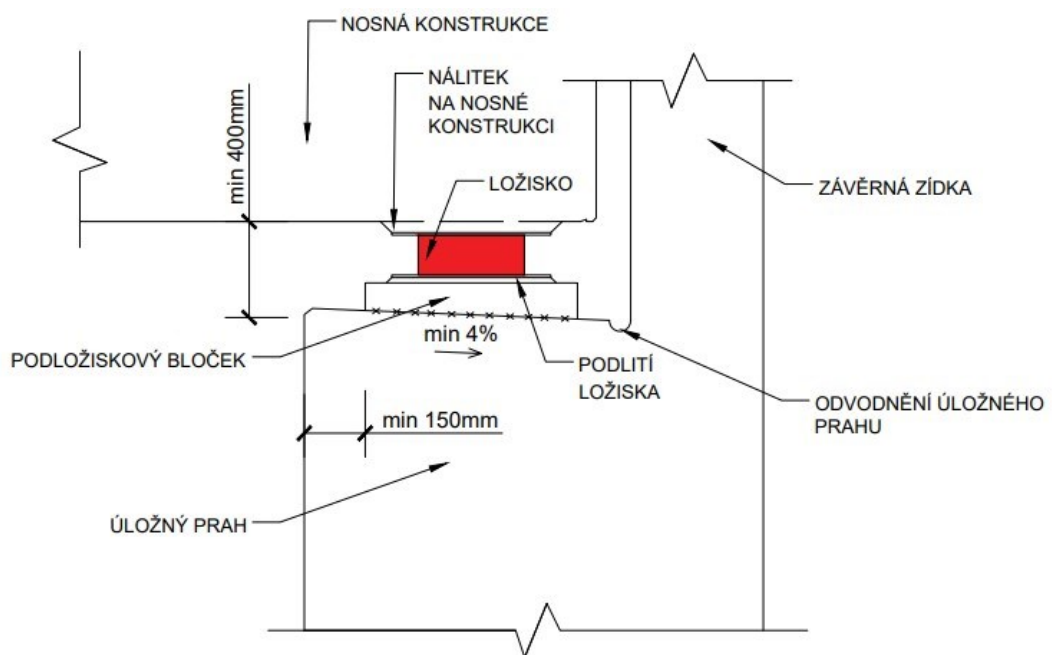 NOSNÁ KONSTRUKCE
NÁLITEK
NA NOSNÉ
KONSTRUKCI
min 400mm
LOŽISKO
ZÁVĚRNÁ ZÍDKA
min 4%
PODLOŽISKOVÝ BLOČEK
PODLITÍ
LOŽISKA
ODVODNĚNÍ ÚLOŽNÉHO
PRAHU
min 150mm
ÚLOŽNÝ PRAH